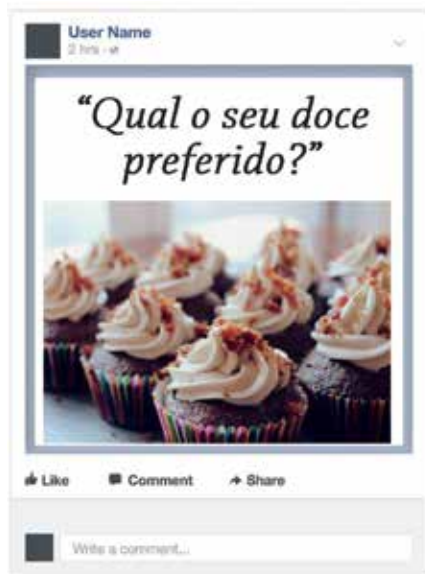 User Name
2 hrs
“Qual o seu doce
preferido?”
Like Comment Share
Write a comment...